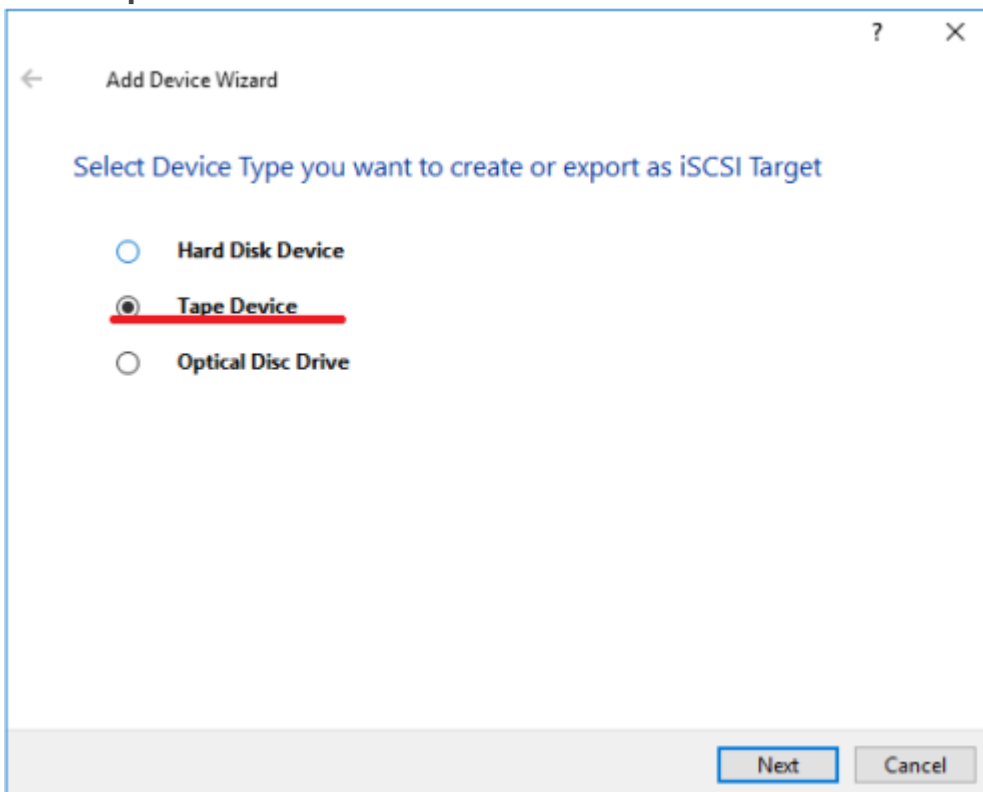 ?
Add Device Wizard
Select Device Type you want to create or export as iSCSI Target
Hard Disk Device
Tape Device
Optical Disc Drive
Next Cancel